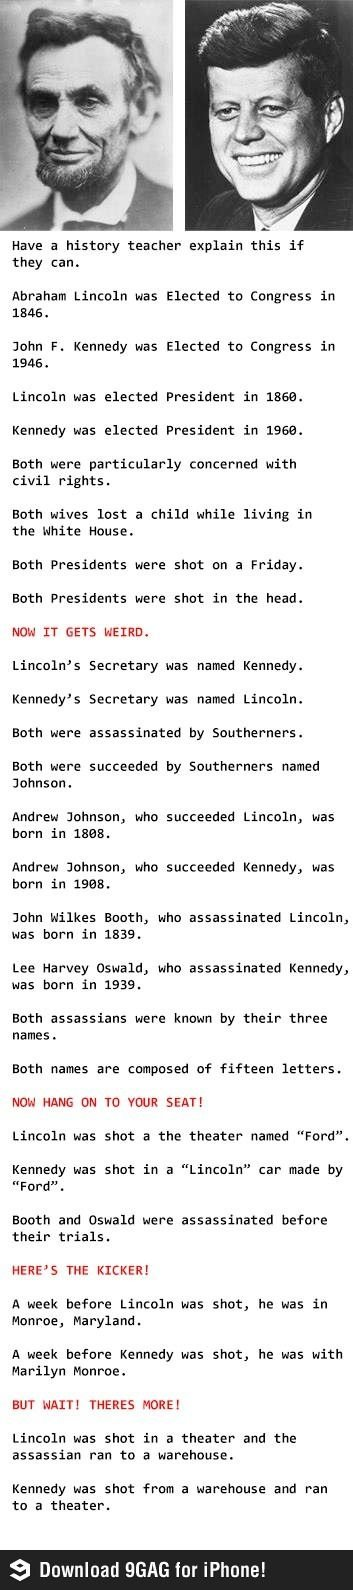 Have a history teacher explain this if
they can.
Abraham Lincoln was Elected to Congress in
1846.
John F. Kennedy was Elected to Congress in
1946.
Lincoln was elected President in 1860.
Kennedy was elected President in 1960.
Both were particularly concerned with
civil rights.
Both wives lost a child while living in
the White House.
Both Presidents were shot on a Friday.
Both Presidents were shot in the head.
NOW IT GETS WEIRD.
Lincoln’s Secretary was named Kennedy.
Kennedy’s Secretary was named Lincoln.
Both were assassinated by Southerners.
Both were succeeded by Southerners named
Johnson.
Andrew Johnson, who succeeded Lincoln, was
born in 1808.
Andrew Johnson, who succeeded Kennedy, was
born in 1908.
John Wilkes Booth, who assassinated Lincoln,
was born in 1839.
Lee Harvey Oswald, who assassinated Kennedy,
was born in 1939.
Both assassians were known by their three
names.
Both names are composed of fifteen letters.
NOW HANG ON TO YOUR SEAT!
Lincoln was shot a the theater named “Ford”.
Kennedy was shot in a “Lincoln” car made by
“Ford”.
Booth and Oswald were assassinated before
their trials.
HERE’S THE KICKER!
A week before Lincoln was shot, he was in
Monroe, Maryland.
A week before Kennedy was shot, he was with
Marilyn Monroe.
BUT WAIT! THERES MORE!
Lincoln was shot in a theater and the
assassian ran to a warehouse.
Kennedy was shot from a warehouse and ran
to a theater.
Download 9GAG for iPhone!